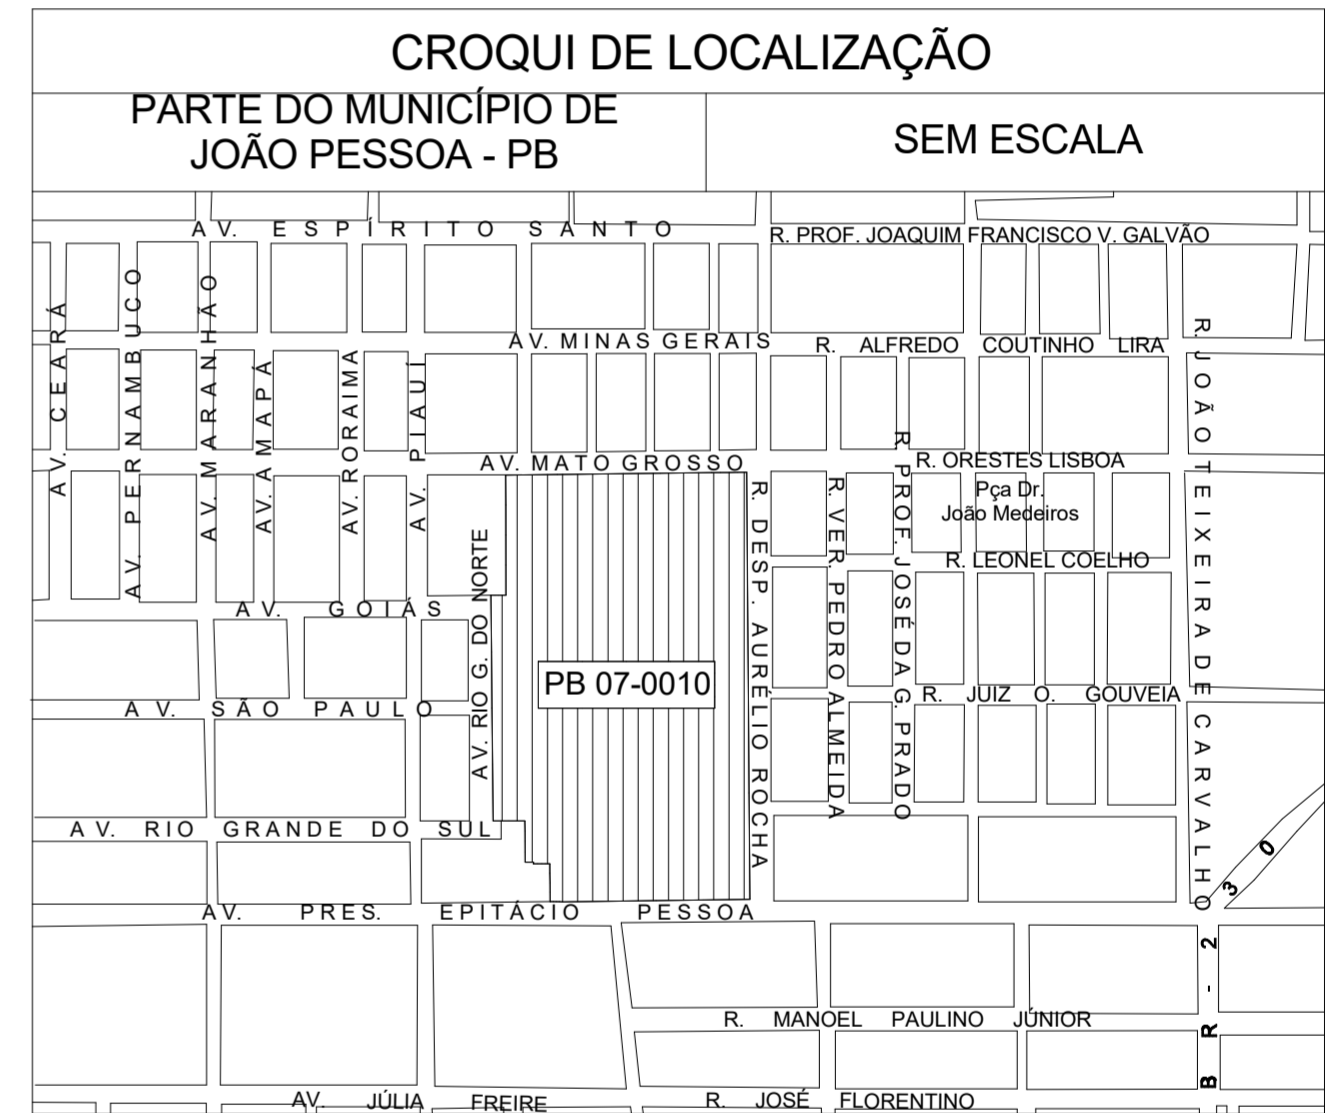 CROQUI DE LOCALIZAÇÃO
PARTE DO MUNICÍPIO DE
JOÃO PESSOA - PB
SEM ESCALA
AV. ESPÍRITO SANTO
R. PROF. JOAQUIM FRANCISCO V. GALVÃO
AV. CEARÁ
AV. PERNAMBUCO
AV. MARANHÃO
AV. AMAPÁ
AV. RORAIMA
AV. PIAUÍ
AV. MINAS GERAIS
R. ALFREDO COUTINHO LIRA
R. JOÃO TEIXEIRA DE CARVALHO
AV. MATO GROSSO
R. ORESTES LISBOA
Pça Dr.
João Medeiros
R. LEONEL COELHO
AV. RIO G. DO NORTE
R. DESP. AURÉLIO ROCHA
R. VER. PEDRO ALMEIDA
R. PROF. JOSÉ DA G. PRADO
AV. GOIÁS
PB 07-0010
R. JUIZ O. GOUVEIA
AV. SÃO PAULO
AV. RIO GRANDE DO SUL
AV. PRES. EPITÁCIO PESSOA
BR-230
R. MANOEL PAULINO JÚNIOR
AV. JÚLIA FREIRE
R. JOSÉ FLORENTINO